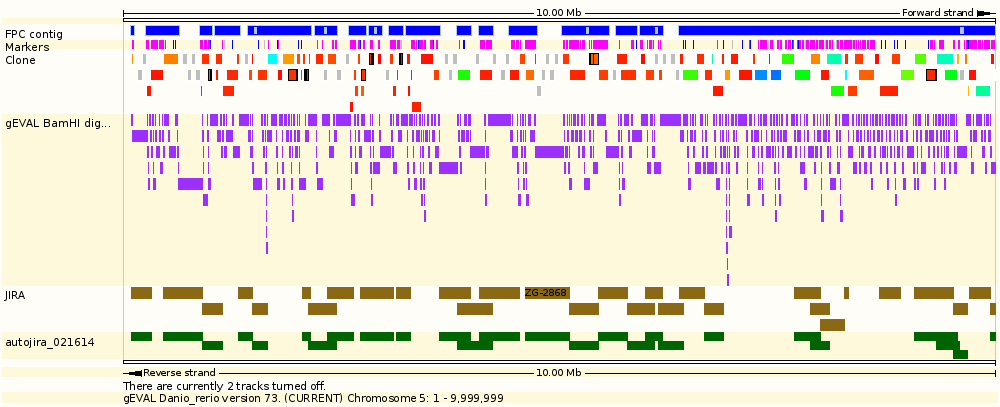 10.00 Mb Forward strand
FPC contig
Markers
Clone
gEVAL BamHI dig...
JIRA ZG-2868
autojira_021614
Reverse strand 10.00 Mb
There are currently 2 tracks turned off.
gEVAL Danio_rerio version 73. (CURRENT) Chromosome 5: 1 - 9,999,999